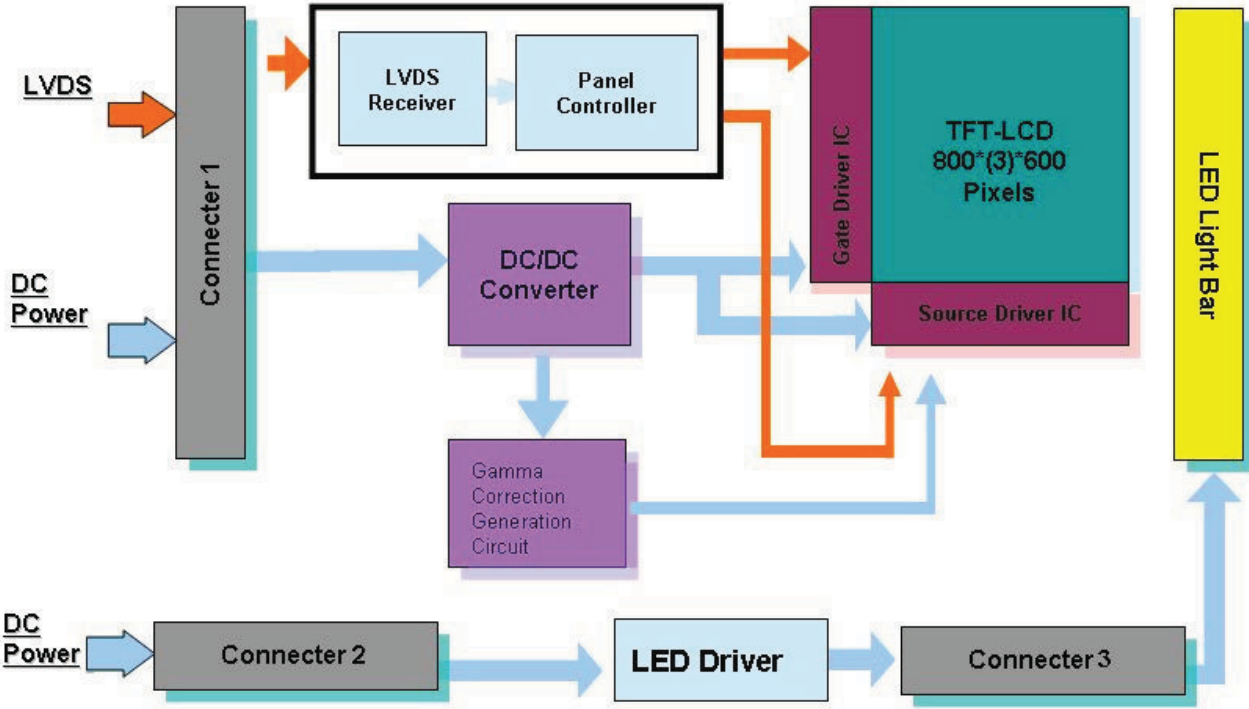 LVDS
DC
Power
Connecter 1
LVDS
Receiver
Panel
Controller
Gate Driver IC
TFT-LCD
800*(3)*600
Pixels
Source Driver IC
LED Light Bar
DC/DC
Converter
Gamma
Correction
Generation
Circuit
DC
Power
Connecter 2
LED Driver
Connecter 3